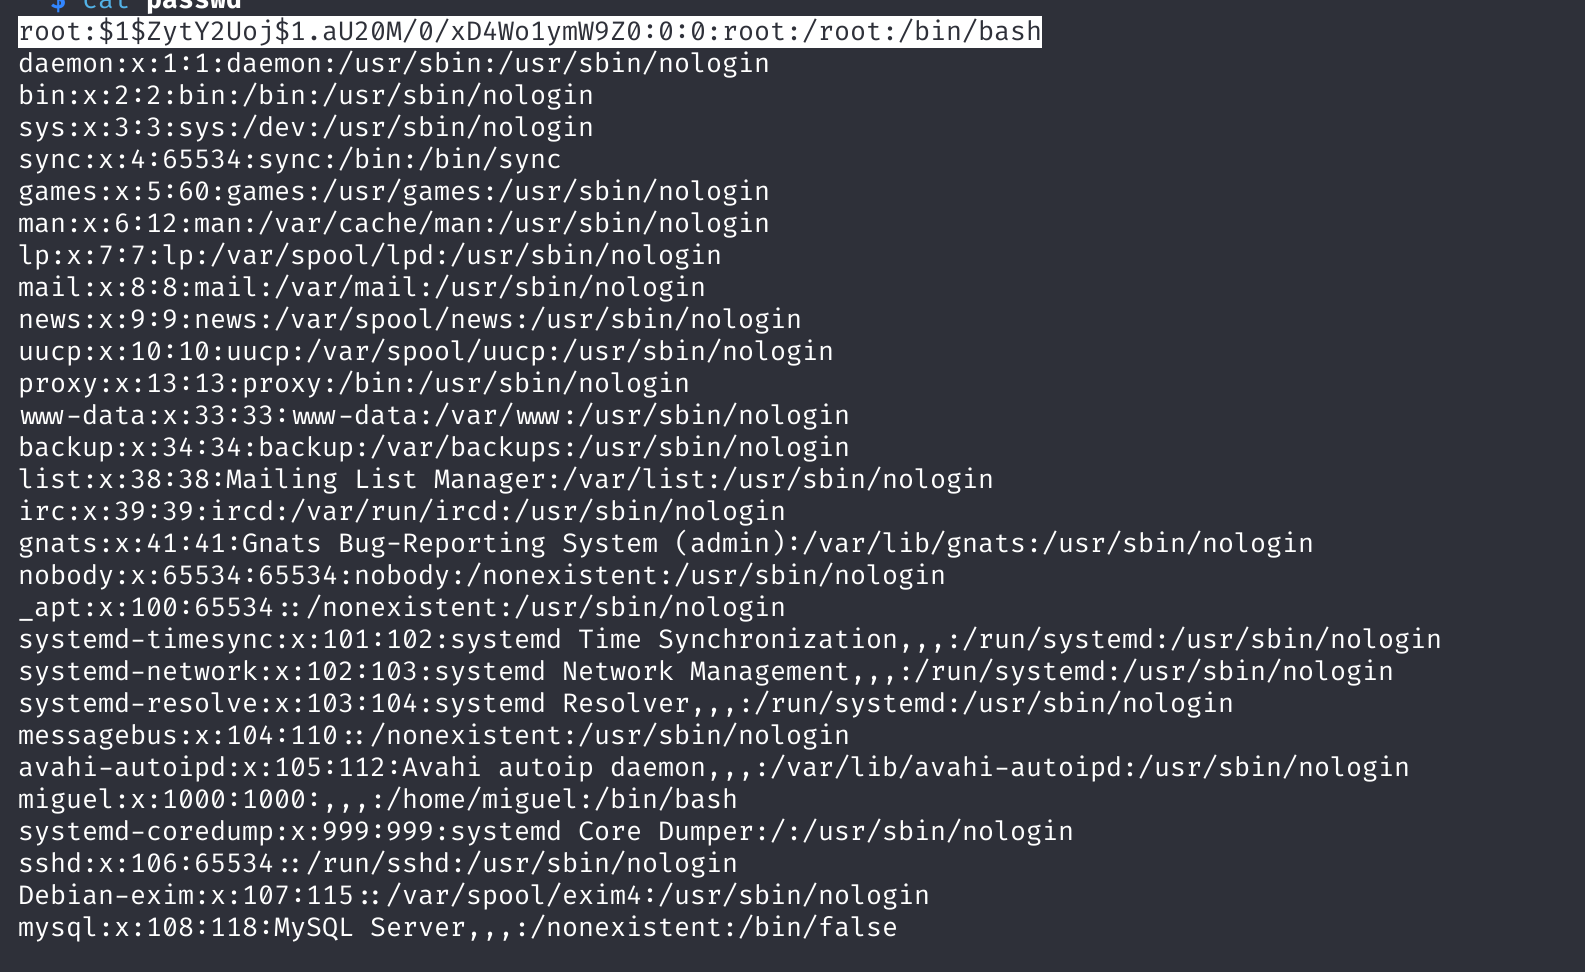 $ cat passwd
root:$1$ZytY2Uoj$1.aU20M/0/xD4Wo1ymW9Z0:0:0:root:/root:/bin/bash
daemon:x:1:1:daemon:/usr/sbin:/usr/sbin/nologin
bin:x:2:2:bin:/bin:/usr/sbin/nologin
sys:x:3:3:sys:/dev:/usr/sbin/nologin
sync:x:4:65534:sync:/bin:/bin/sync
games:x:5:60:games:/usr/games:/usr/sbin/nologin
man:x:6:12:man:/var/cache/man:/usr/sbin/nologin
lp:x:7:7:lp:/var/spool/lpd:/usr/sbin/nologin
mail:x:8:8:mail:/var/mail:/usr/sbin/nologin
news:x:9:9:news:/var/spool/news:/usr/sbin/nologin
uucp:x:10:10:uucp:/var/spool/uucp:/usr/sbin/nologin
proxy:x:13:13:proxy:/bin:/usr/sbin/nologin
www-data:x:33:33:www-data:/var/www:/usr/sbin/nologin
backup:x:34:34:backup:/var/backups:/usr/sbin/nologin
list:x:38:38:Mailing List Manager:/var/list:/usr/sbin/nologin
irc:x:39:39:ircd:/var/run/ircd:/usr/sbin/nologin
gnats:x:41:41:Gnats Bug-Reporting System (admin):/var/lib/gnats:/usr/sbin/nologin
nobody:x:65534:65534:nobody:/nonexistent:/usr/sbin/nologin
_apt:x:100:65534::/nonexistent:/usr/sbin/nologin
systemd-timesync:x:101:102:systemd Time Synchronization,,,:/run/systemd:/usr/sbin/nologin
systemd-network:x:102:103:systemd Network Management,,,:/run/systemd:/usr/sbin/nologin
systemd-resolve:x:103:104:systemd Resolver,,,:/run/systemd:/usr/sbin/nologin
messagebus:x:104:110::/nonexistent:/usr/sbin/nologin
avahi-autoipd:x:105:112:Avahi autoip daemon,,,:/var/lib/avahi-autoipd:/usr/sbin/nologin
miguel:x:1000:1000:,,,:/home/miguel:/bin/bash
systemd-coredump:x:999:999:systemd Core Dumper:/:/usr/sbin/nologin
sshd:x:106:65534::/run/sshd:/usr/sbin/nologin
Debian-exim:x:107:115::/var/spool/exim4:/usr/sbin/nologin
mysql:x:108:118:MySQL Server,,,:/nonexistent:/bin/false